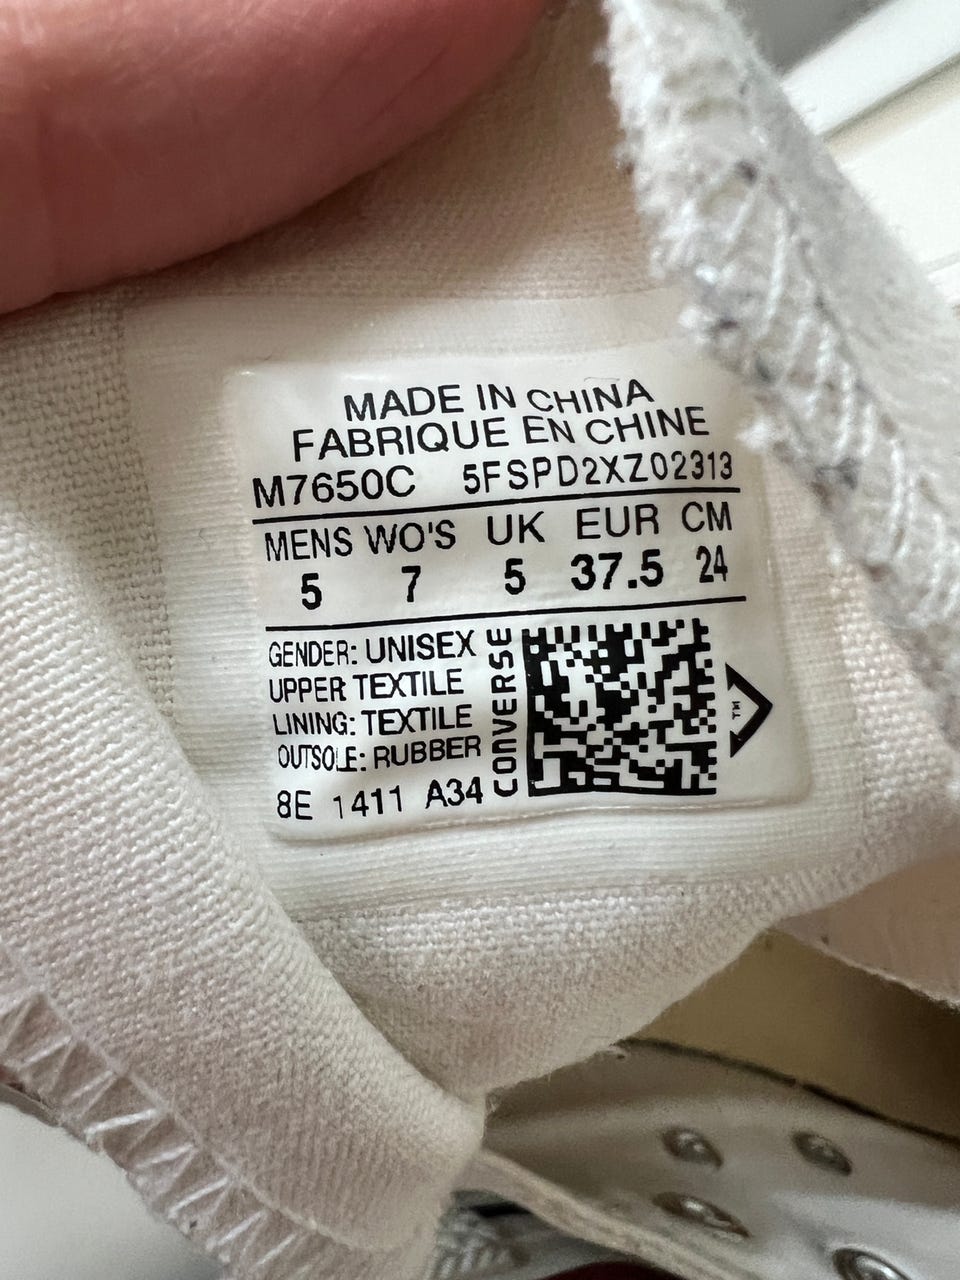 MADE IN CHINA
FABRIQUE EN CHINE
M7650C 5FSPD2XZ02313
MENS WO'S UK EUR CM
5 7 5 37.5 24
GENDER: UNISEX
UPPER TEXTILE
LINING: TEXTILE
OUTSOLE: RUBBER
8E 1411 A34
CONVERSE
TM